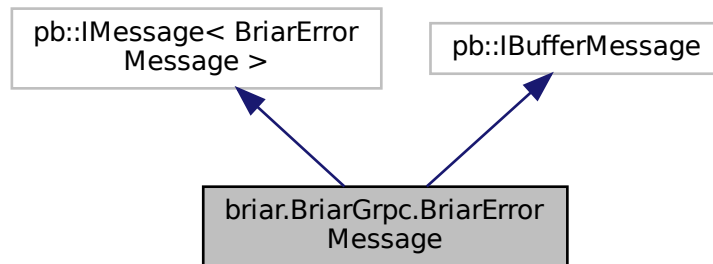 pb::IMessage< BriarError
Message >
pb::IBufferMessage
briar.BriarGrpc.BriarError
Message